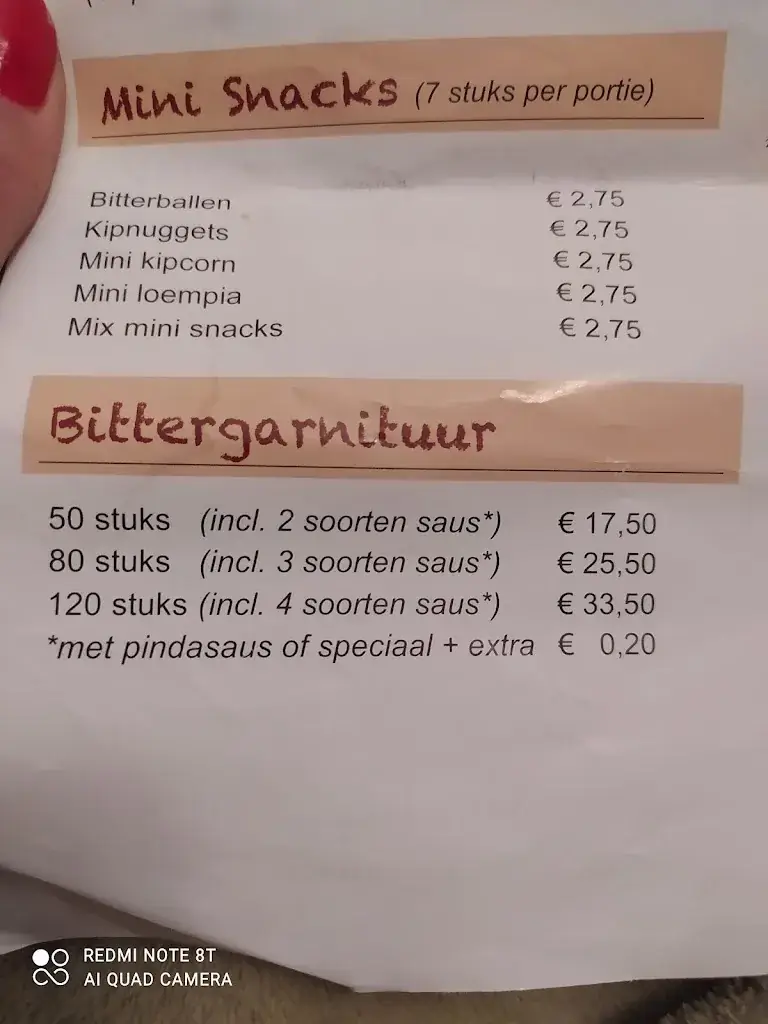 Mini Snacks (7 stuks per portie)
Bitterballen € 2,75
Kipnuggets € 2,75
Mini kipcorn € 2,75
Mini loempia € 2,75
Mix mini snacks € 2,75
Bittergarnituur
50 stuks (incl. 2 soorten saus*) € 17,50
80 stuks (incl. 3 soorten saus*) € 25,50
120 stuks (incl. 4 soorten saus*) € 33,50
*met pindasaus of speciaal + extra € 0,20
REDMI NOTE 8T
AI QUAD CAMERA